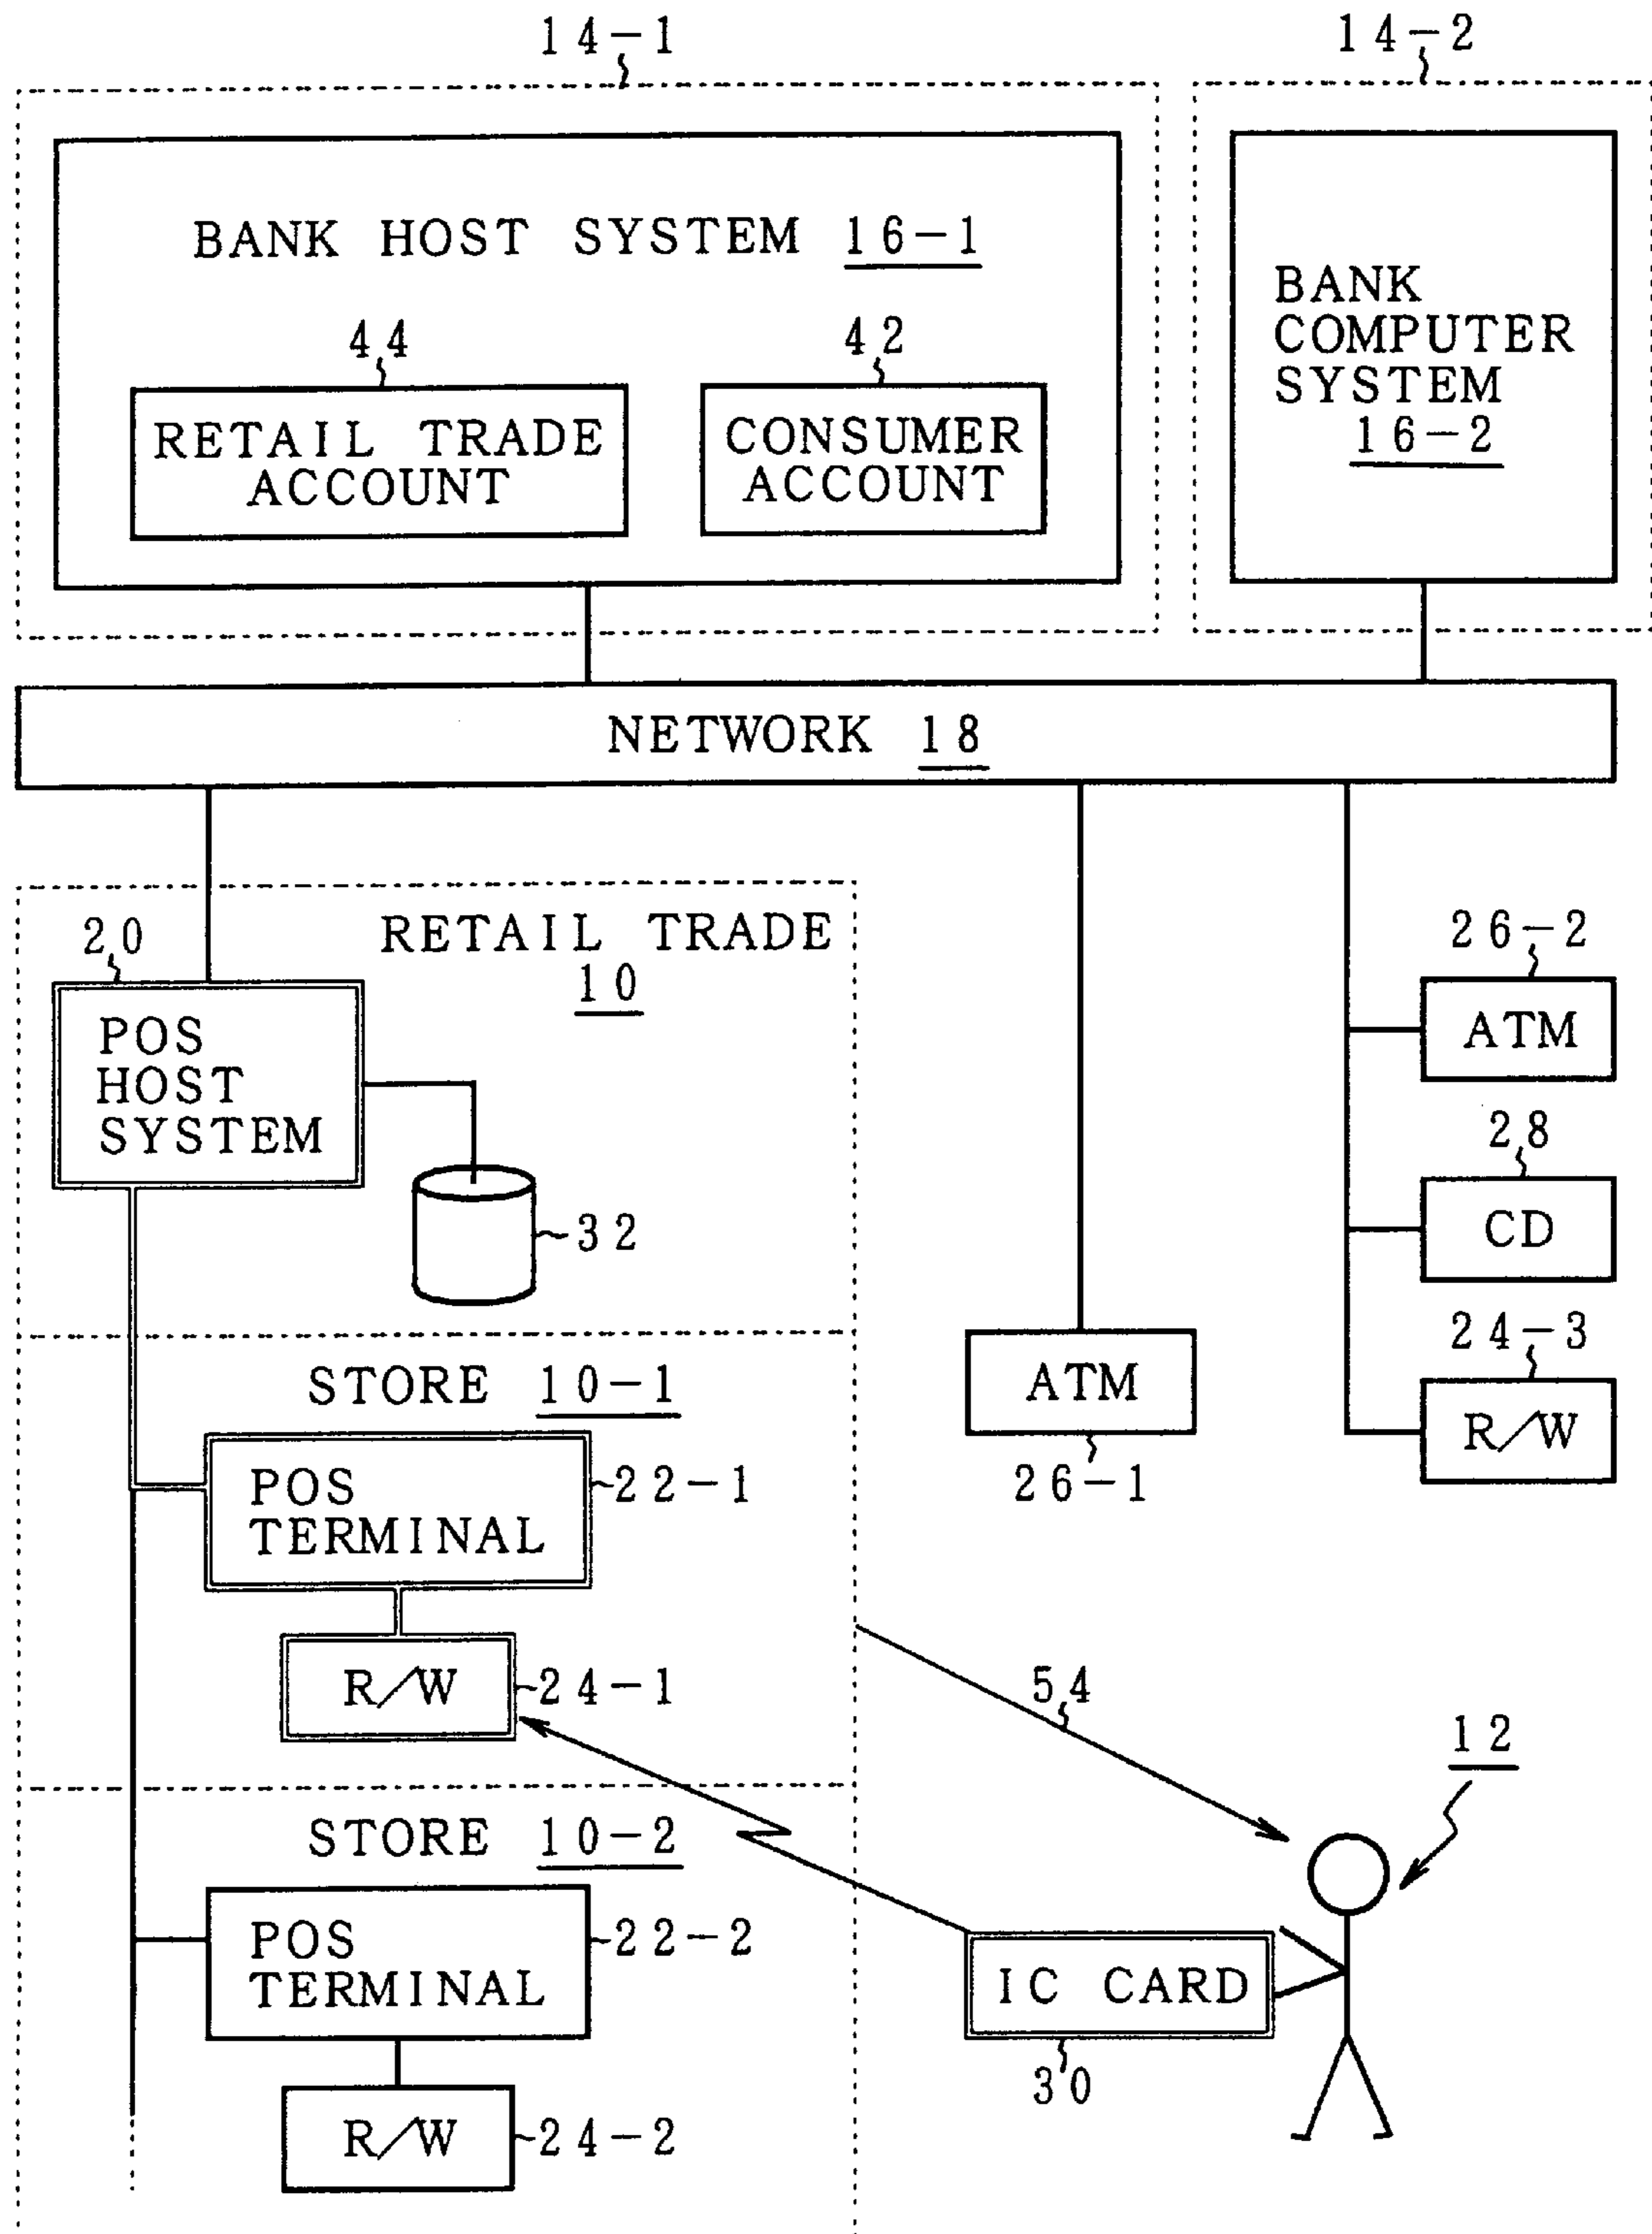 14-1
14-2
BANK HOST SYSTEM 16-1
44
42
RETAIL TRADE
ACCOUNT
CONSUMER
ACCOUNT
BANK
COMPUTER
SYSTEM
16-2
NETWORK 18
RETAIL TRADE
10
20
POS
HOST
SYSTEM
32
26-2
ATM
28
CD
24-3
R/W
ATM
26-1
STORE 10-1
POS
TERMINAL
22-1
R/W
24-1
54
12
STORE 10-2
POS
TERMINAL
22-2
R/W
24-2
IC CARD
30